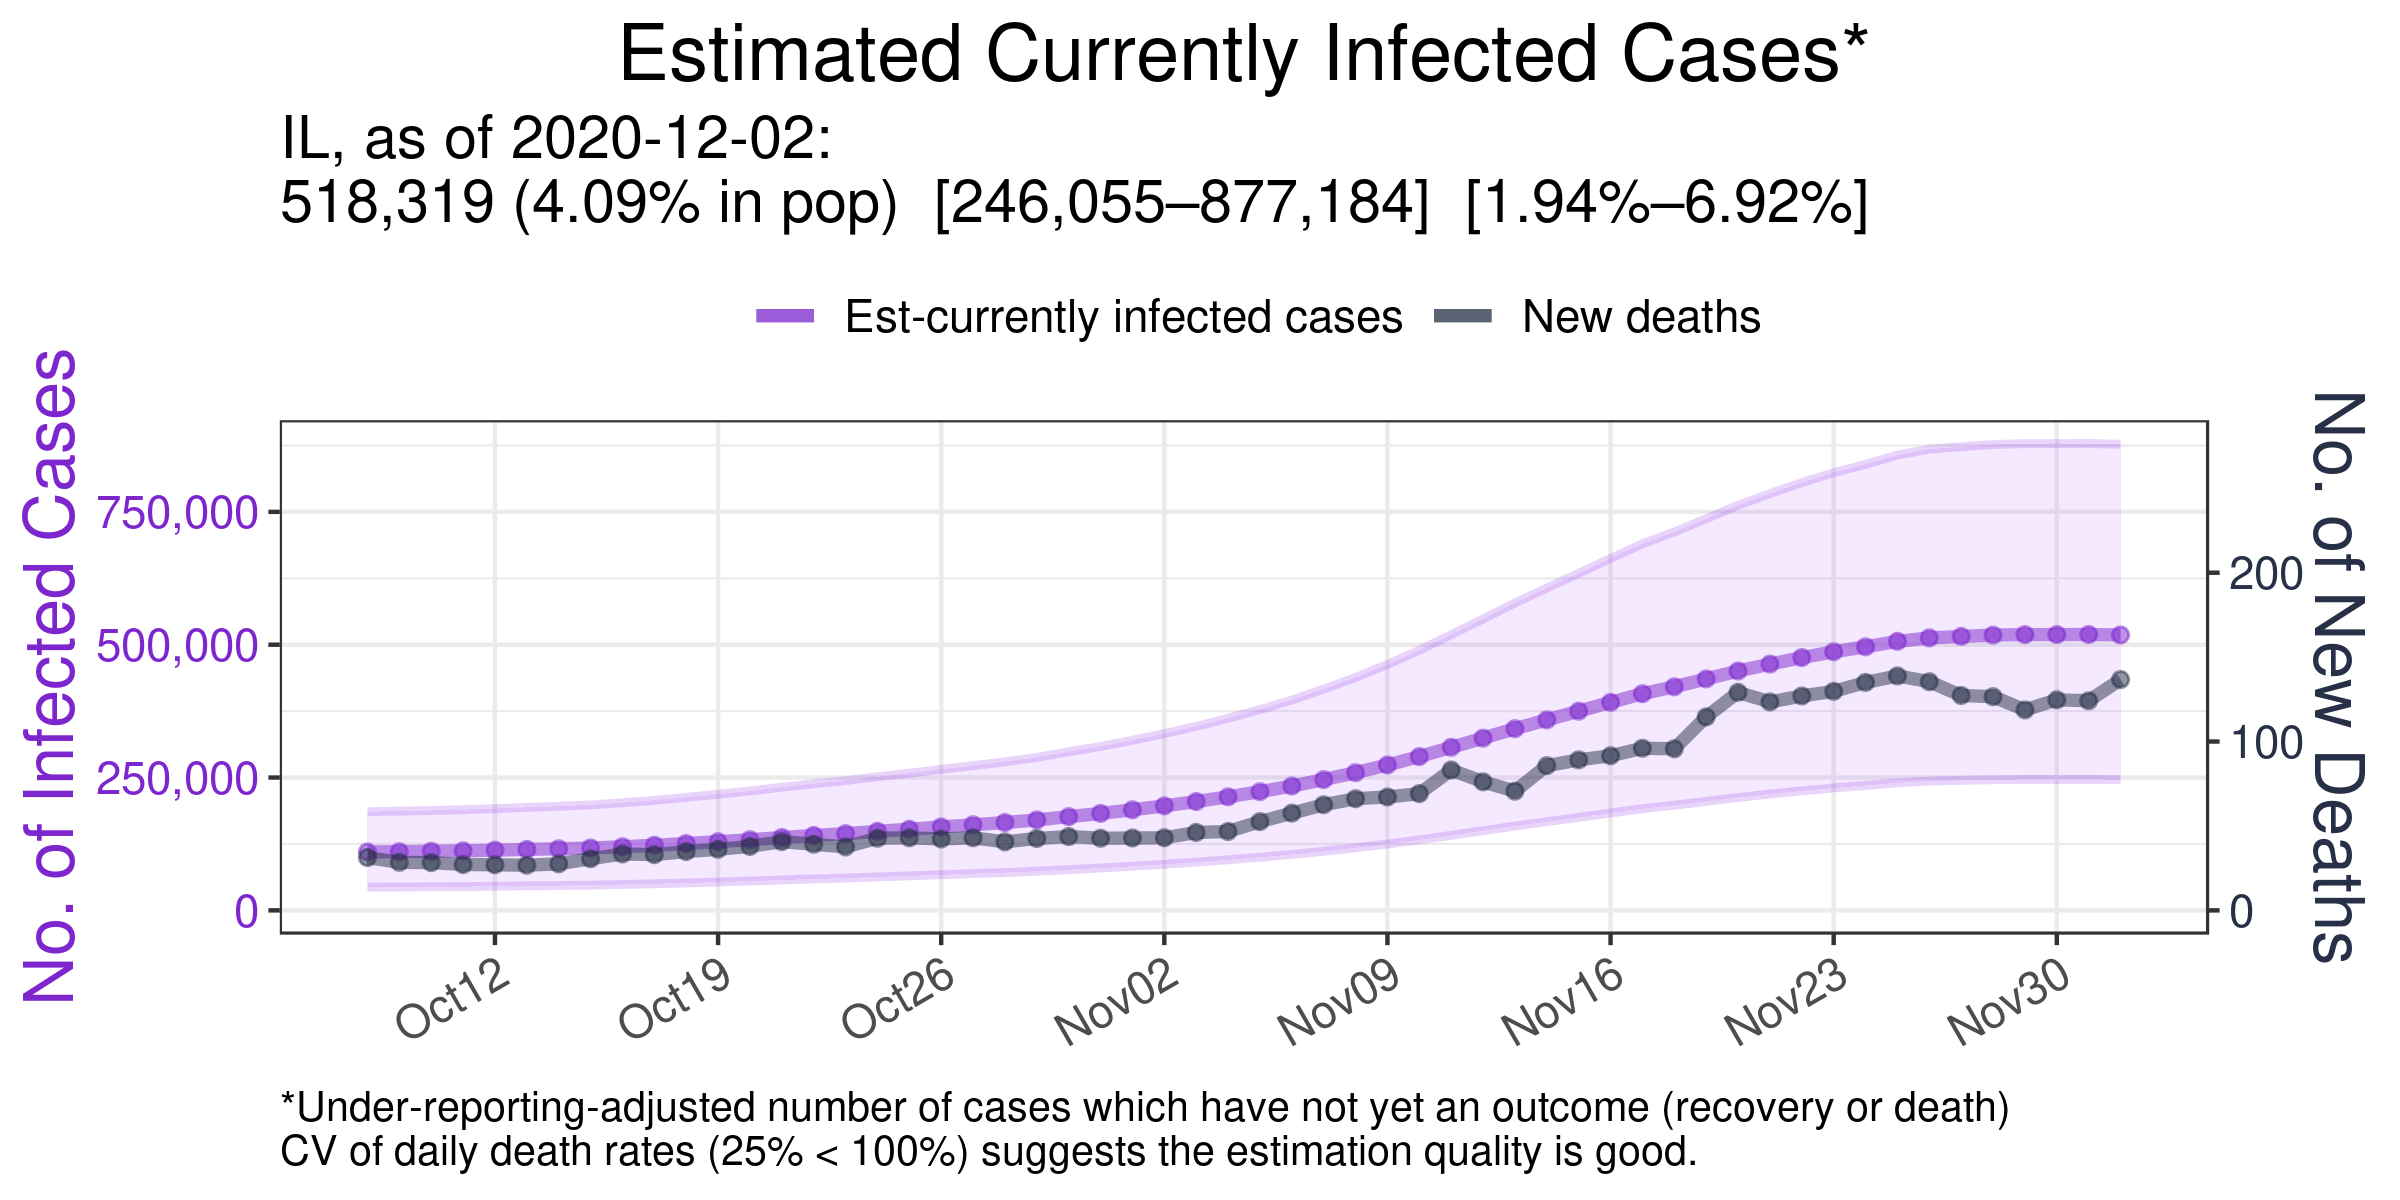 Estimated Currently Infected Cases*
IL, as of 2020-12-02:
518,319 (4.09% in pop) [246,055–877,184] [1.94%–6.92%]
Est-currently infected cases
New deaths
No. of Infected Cases
750,000
500,000
250,000
0
No. of New Deaths
200
100
0
Oct12
Oct19
Oct26
Nov02
Nov09
Nov16
Nov23
Nov30
*Under-reporting-adjusted number of cases which have not yet an outcome (recovery or death)
CV of daily death rates (25% < 100%) suggests the estimation quality is good.